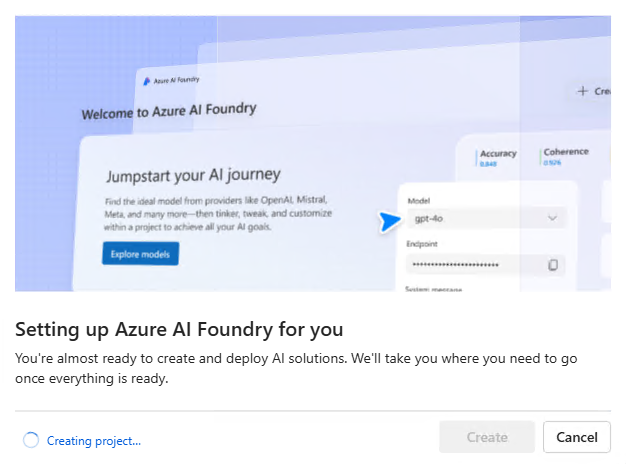 Azure AI Foundry
Welcome to Azure AI Foundry
+ Cre
Jumpstart your AI journey
Find the ideal model from providers like OpenAI, Mistral,
Meta, and many more—then tinker, tweak, and customize
within a project to achieve all your AI goals.
Explore models
Accuracy
0.848
Coherence
0.926
Model
gpt-4o
Endpoint
••••••••••••••••••••••••
System message
Setting up Azure AI Foundry for you
You're almost ready to create and deploy AI solutions. We'll take you where you need to go
once everything is ready.
Creating project...
Create
Cancel